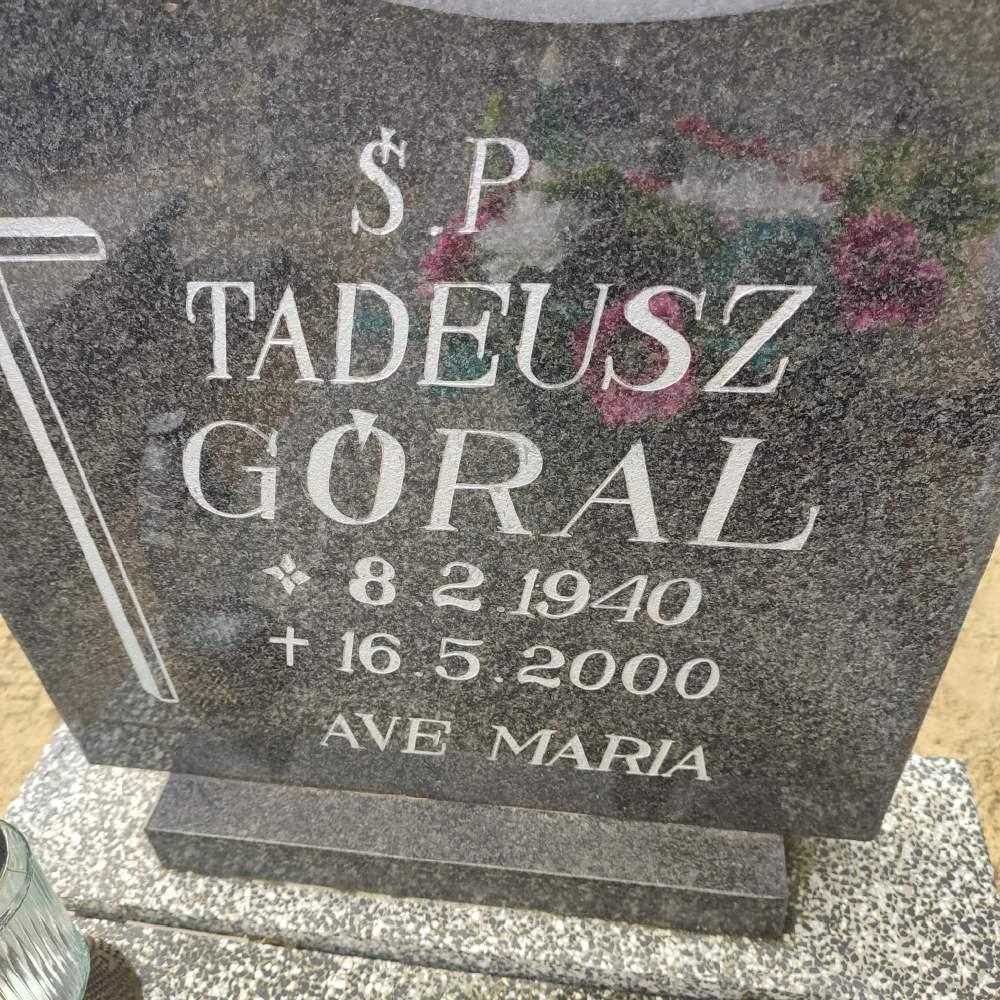 Ś.P
TADEUSZ
GÓRAL
8.2.1940
16.5.2000
AVE MARIA